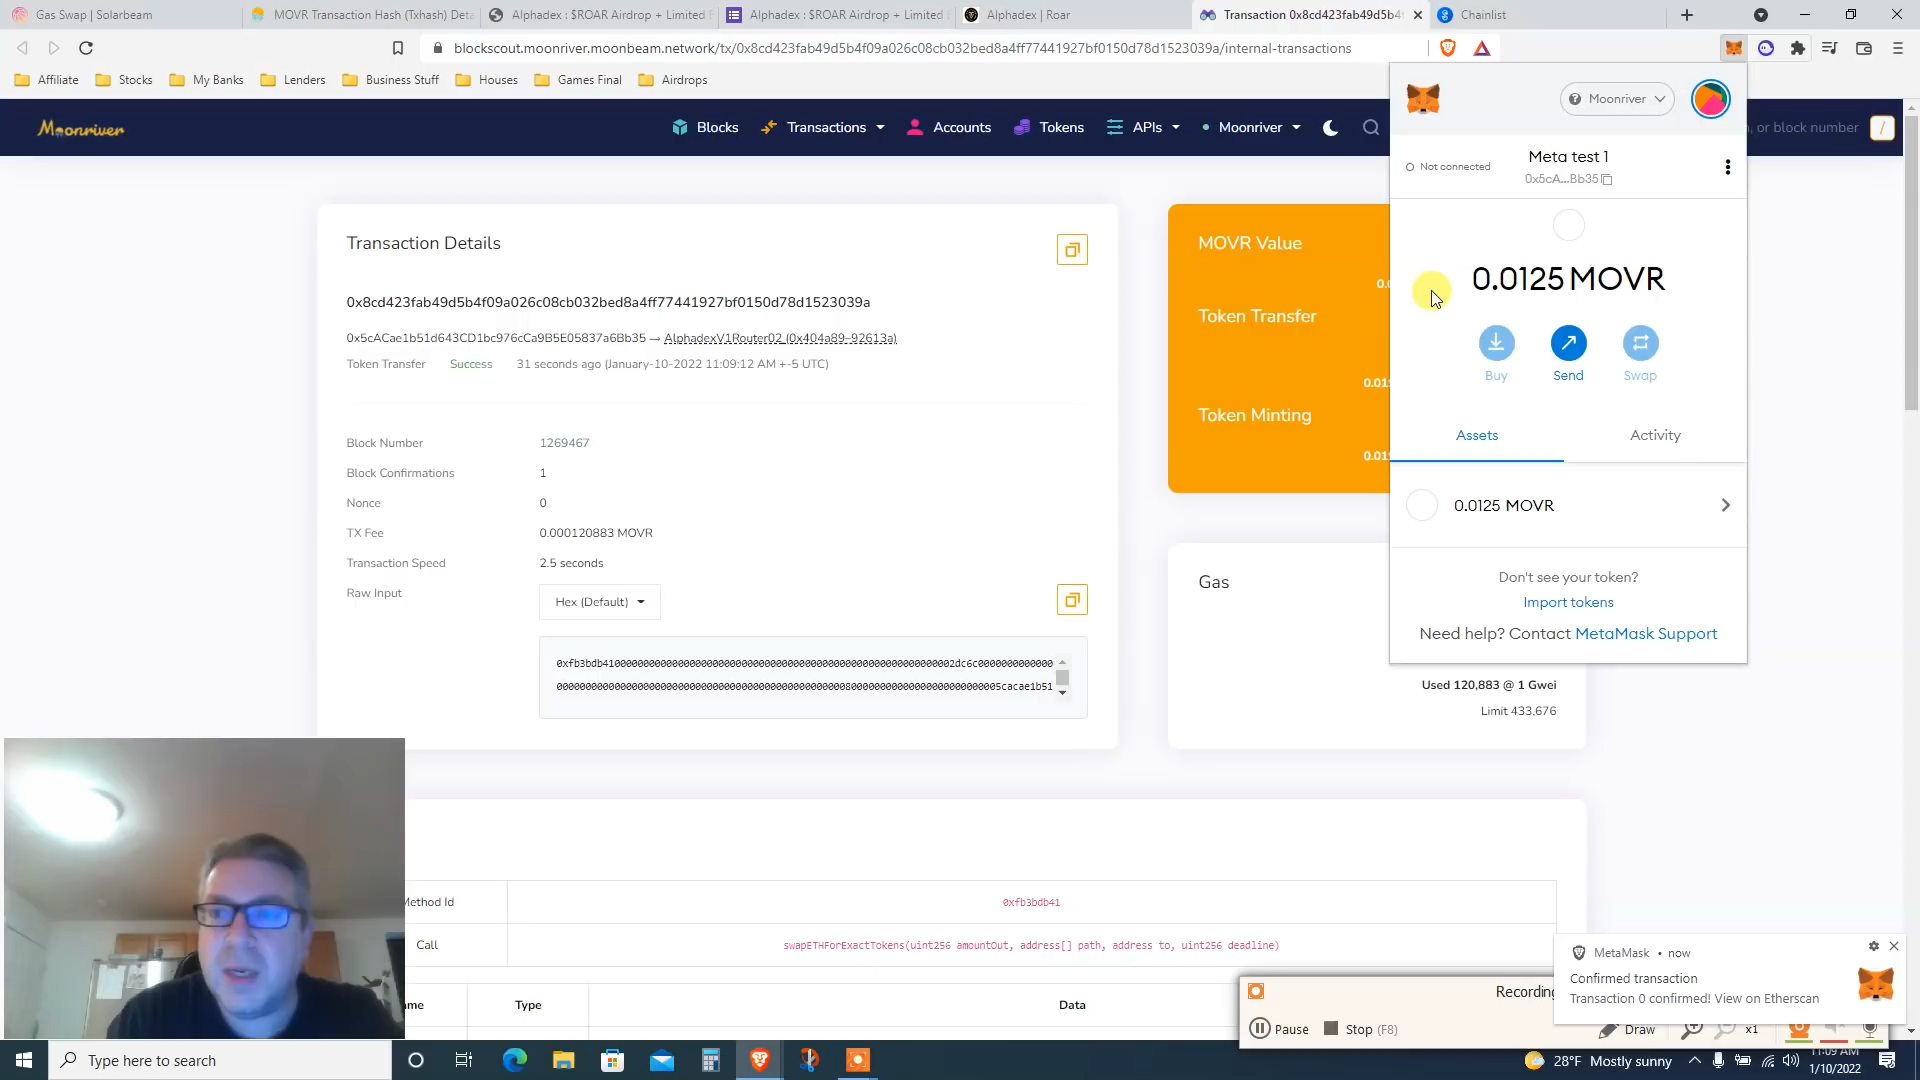 Gas Swap | Solarbeam
MOVR Transaction Hash (Txhash) Det
Alphadex : $ROAR Airdrop + Limited
Alphadex : $ROAR Airdrop + Limited
Alphadex | Roar
Transaction 0x8cd423fab49d5b4f
Chainlist
blockscout.moonriver.moonbeam.network/tx/0x8cd423fab49d5b4f09a026c08cb032bed8a4ff77441927bf0150d78d1523039a/internal-transactions
Affiliate
Stocks
My Banks
Lenders
Business Stuff
Houses
Games Final
Airdrops
Moonriver
Blocks
Transactions
Accounts
Tokens
APIs
Moonriver
, or block number
/
Transaction Details
0x8cd423fab49d5b4f09a026c08cb032bed8a4ff77441927bf0150d78d1523039a
0x5cACae1b51d643CD1bc976cCa9B5E05837a6Bb35 → AlphadexV1Router02 (0x404a89–92613a)
Token Transfer Success 31 seconds ago (January-10-2022 11:09:12 AM +-5 UTC)
Block Number 1269467
Block Confirmations 1
Nonce 0
TX Fee 0.000120883 MOVR
Transaction Speed 2.5 seconds
Raw Input Hex (Default)
MOVR Value
Token Transfer
Token Minting
Gas
Used 120,883 @ 1 Gwei
Limit 433,676
Moonriver
Not connected
Meta test 1
0x5cA...Bb35
0.0125 MOVR
Buy
Send
Swap
Assets
Activity
0.0125 MOVR
Don't see your token?
Import tokens
Need help? Contact MetaMask Support
Method Id 0xfb3bdb41
Call swapETHForExactTokens(uint256 amountOut, address[] path, address to, uint256 deadline)
Type
Data
Recording
Pause
Stop (F8)
Draw
x1
MetaMask • now
Confirmed transaction
Transaction 0 confirmed! View on Etherscan
Type here to search
28°F Mostly sunny
11:09 AM
1/10/2022